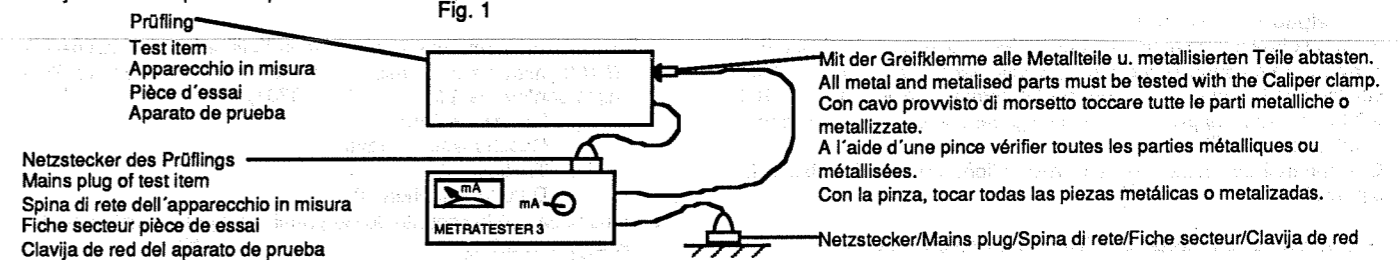 Fig. 1
Prüfling
Test item
Apparecchio in misura
Pièce d´essai
Aparato de prueba
Mit der Greifklemme alle Metallteile u. metallisierten Teile abtasten.
All metal and metalised parts must be tested with the Caliper clamp.
Con cavo provvisto di morsetto toccare tutte le parti metalliche o
metallizzate.
A l´aide d´une pince vérifier toutes les parties métalliques ou
métallisées.
Con la pinza, tocar todas las piezas metálicas o metalizadas.
Netzstecker des Prüflings
Mains plug of test item
Spina di rete dell´apparecchio in misura
Fiche secteur pièce de essai
Clavija de red del aparato de prueba
mA
mA
METRATESTER 3
Netzstecker/Mains plug/Spina di rete/Fiche secteur/Clavija de red